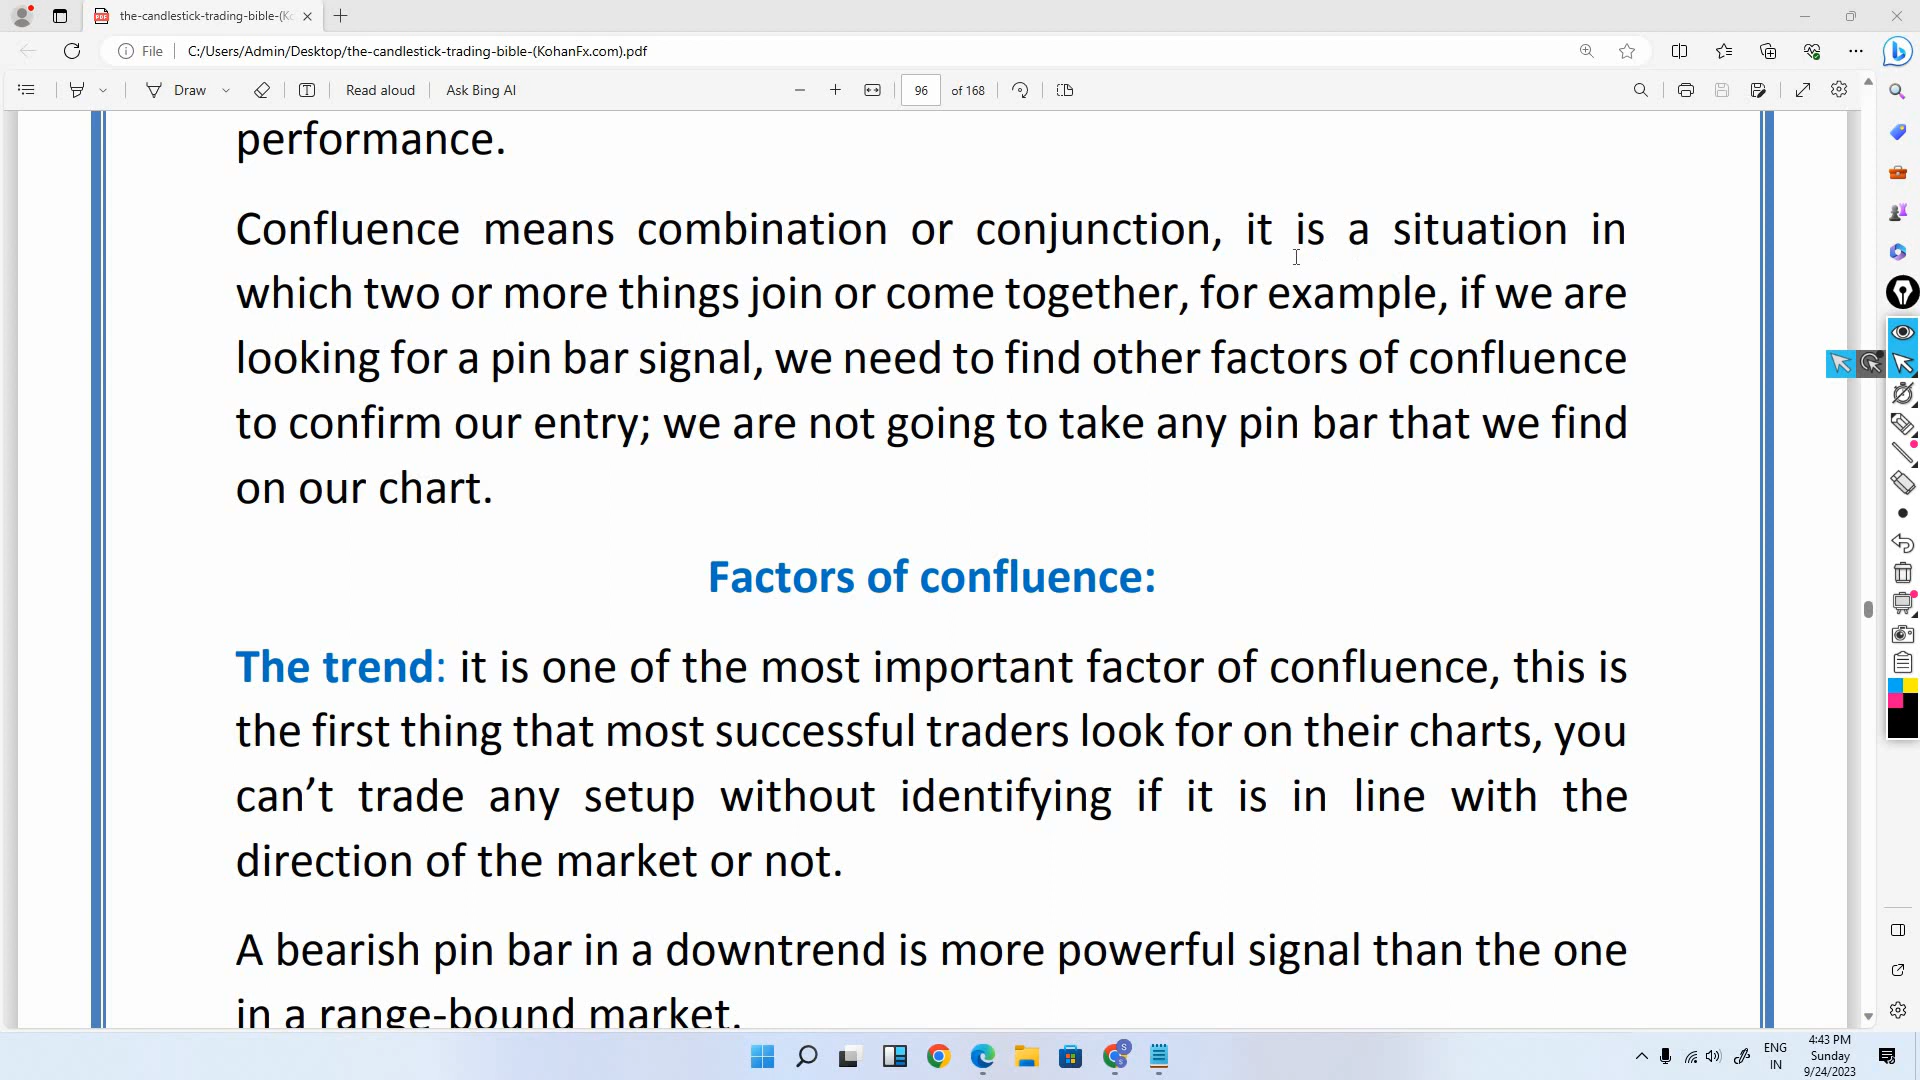 the-candlestick-trading-bible-(Ko
File
C:/Users/Admin/Desktop/the-candlestick-trading-bible-(KohanFx.com).pdf
Draw
Read aloud
Ask Bing AI
96
of 168
performance.
Confluence means combination or conjunction, it is a situation in
which two or more things join or come together, for example, if we are
looking for a pin bar signal, we need to find other factors of confluence
to confirm our entry; we are not going to take any pin bar that we find
on our chart.
Factors of confluence:
The trend: it is one of the most important factor of confluence, this is
the first thing that most successful traders look for on their charts, you
can’t trade any setup without identifying if it is in line with the
direction of the market or not.
A bearish pin bar in a downtrend is more powerful signal than the one
in a range-bound market.
ENG
IN
4:43 PM
Sunday
9/24/2023